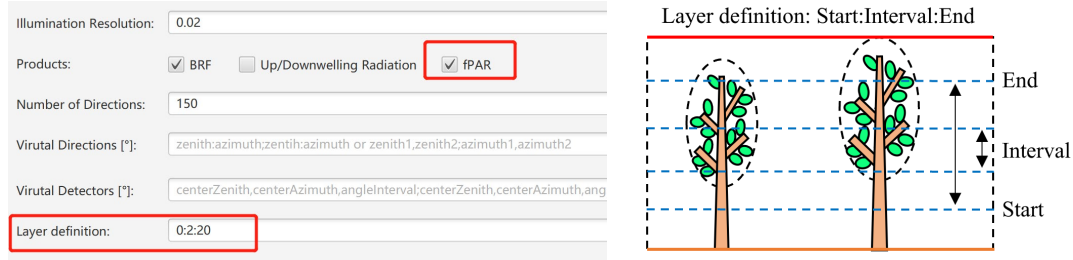 Illumination Resolution: 0.02
Products: BRF Up/Downwelling Radiation fPAR
Number of Directions: 150
Virutal Directions [°]: zenith:azimuth;zentih:azimuth or zenith1,zenith2;azimuth1,azimuth2
Virutal Detectors [°]: centerZenith,centerAzimuth,angleInterval;centerZenith,centerAzimuth,ang
Layer definition: 0:2:20
Layer definition: Start:Interval:End
End
Interval
Start